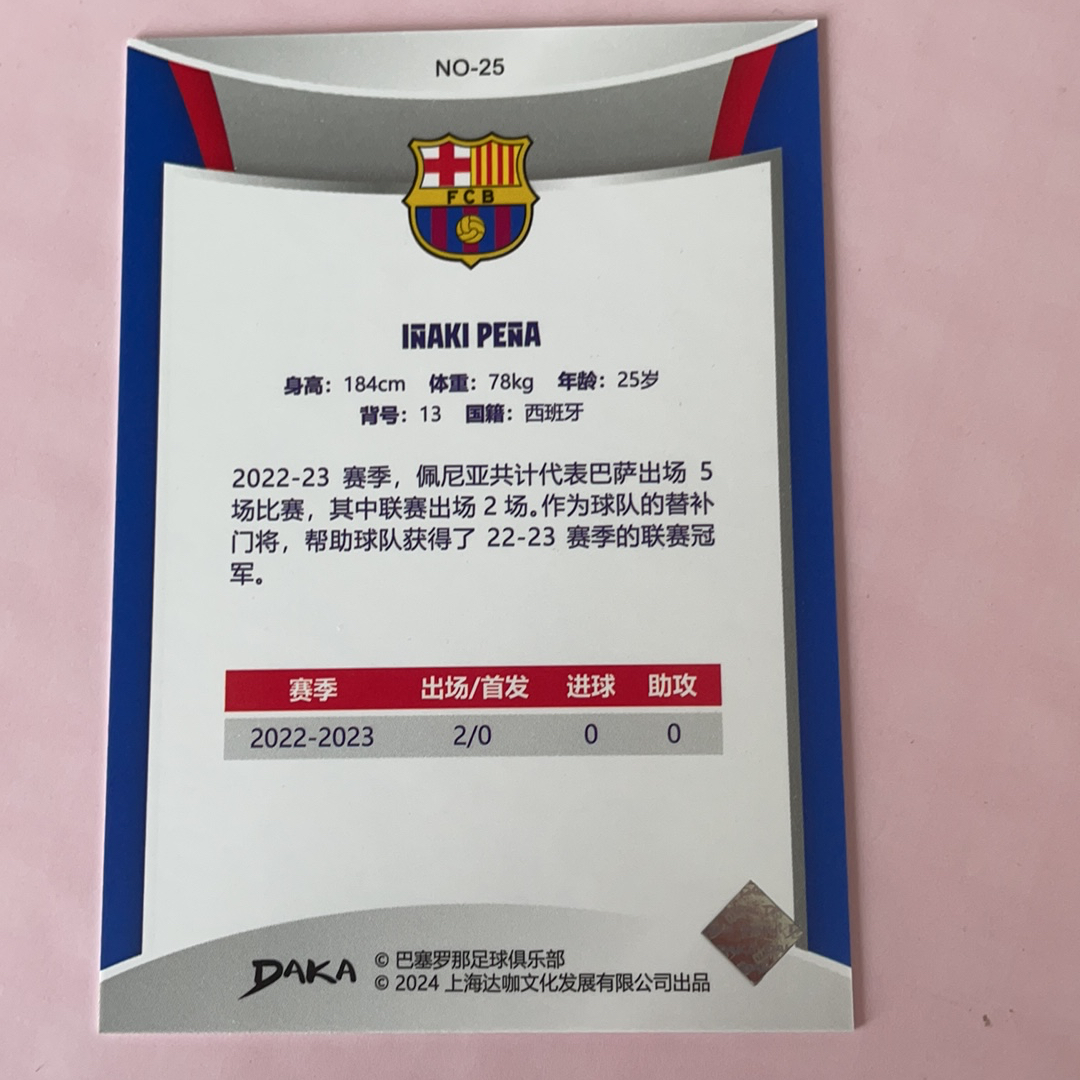 NO-25
FCB
IÑAKI PEÑA
身高：184cm 体重：78kg 年龄：25岁
背号：13 国籍：西班牙
2022-23 赛季，佩尼亚共计代表巴萨出场 5
场比赛，其中联赛出场 2 场。作为球队的替补
门将，帮助球队获得了 22-23 赛季的联赛冠
军。
赛季 出场/首发 进球 助攻
2022-2023 2/0 0 0
DAKA
© 巴塞罗那足球俱乐部
© 2024 上海达咖文化发展有限公司出品